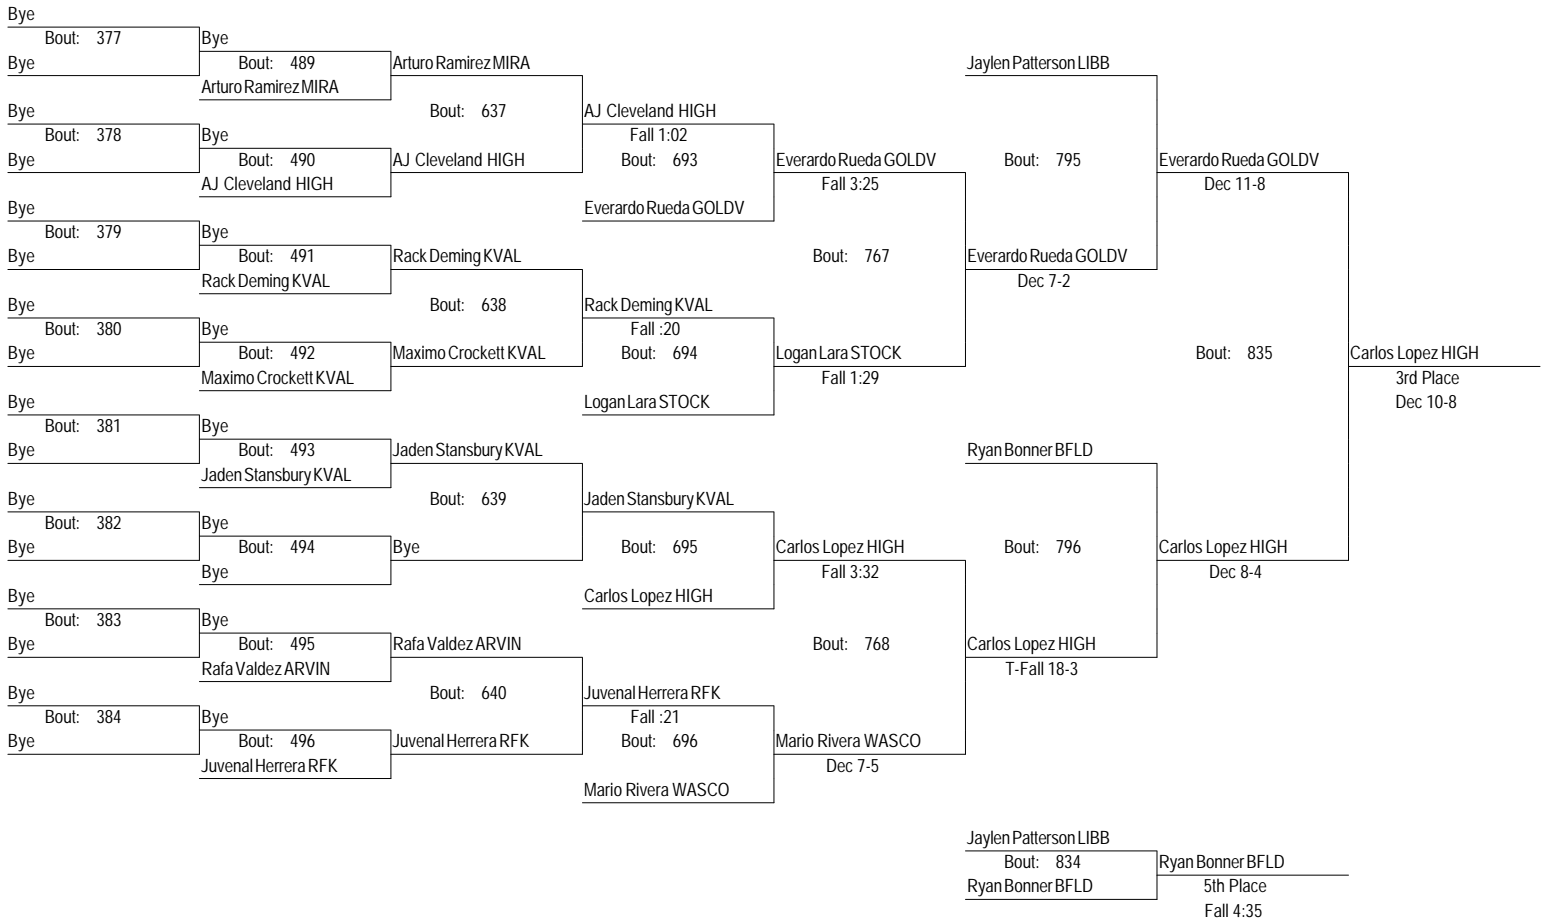 Bye
Bout: 377 Bye
Bye Bout: 489 Arturo Ramirez MIRA Jaylen Patterson LIBB
Arturo Ramirez MIRA
Bye Bout: 637 AJ Cleveland HIGH
Bout: 378 Bye Fall 1:02
Bye Bout: 490 AJ Cleveland HIGH Bout: 693 Everardo Rueda GOLDV Bout: 795 Everardo Rueda GOLDV
AJ Cleveland HIGH Fall 3:25 Dec 11-8
Bye Everardo Rueda GOLDV
Bout: 379 Bye
Bye Bout: 491 Rack Deming KVAL Bout: 767 Everardo Rueda GOLDV
Rack Deming KVAL Dec 7-2
Bye Bout: 638 Rack Deming KVAL
Bout: 380 Bye Fall :20
Bye Bout: 492 Maximo Crockett KVAL Bout: 694 Logan Lara STOCK Bout: 835 Carlos Lopez HIGH
Maximo Crockett KVAL Fall 1:29 3rd Place
Bye Logan Lara STOCK Dec 10-8
Bout: 381 Bye
Bye Bout: 493 Jaden Stansbury KVAL Ryan Bonner BFLD
Jaden Stansbury KVAL
Bye Bout: 639 Jaden Stansbury KVAL
Bout: 382 Bye
Bye Bout: 494 Bye Bout: 695 Carlos Lopez HIGH Bout: 796 Carlos Lopez HIGH
Bye Fall 3:32 Dec 8-4
Bye Carlos Lopez HIGH
Bout: 383 Bye
Bye Bout: 495 Rafa Valdez ARVIN Bout: 768 Carlos Lopez HIGH
Rafa Valdez ARVIN T-Fall 18-3
Bye Bout: 640 Juvenal Herrera RFK
Bout: 384 Bye Fall :21
Bye Bout: 496 Juvenal Herrera RFK Bout: 696 Mario Rivera WASCO
Juvenal Herrera RFK Dec 7-5
Mario Rivera WASCO
Jaylen Patterson LIBB
Bout: 834 Ryan Bonner BFLD
Ryan Bonner BFLD 5th Place
Fall 4:35